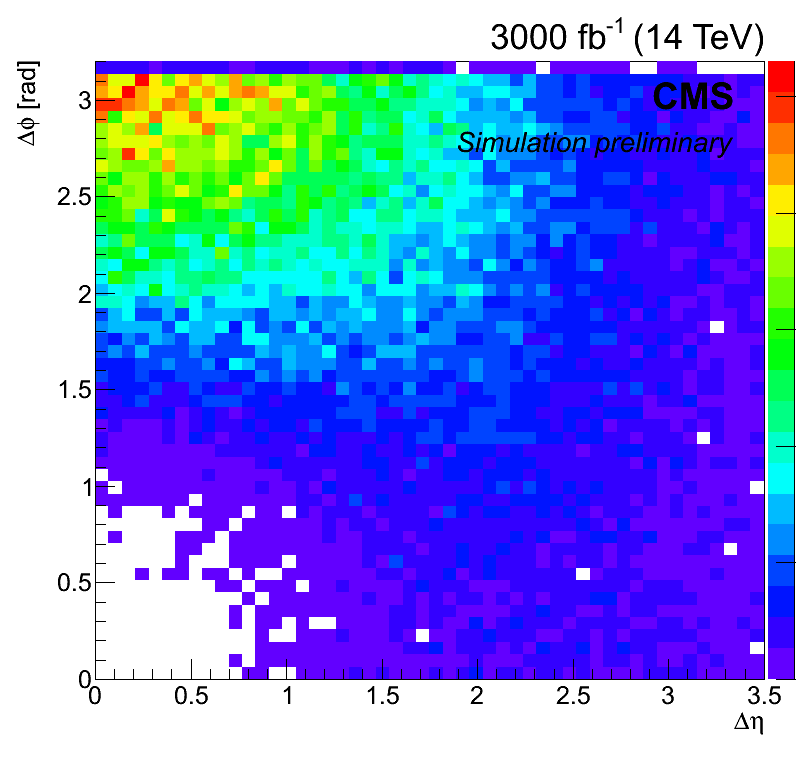 3000 fb⁻¹ (14 TeV)
Δϕ [rad]
CMS
Simulation preliminary
3
2.5
2
1.5
1
0.5
0
0 0.5 1 1.5 2 2.5 3 3.5
Δη